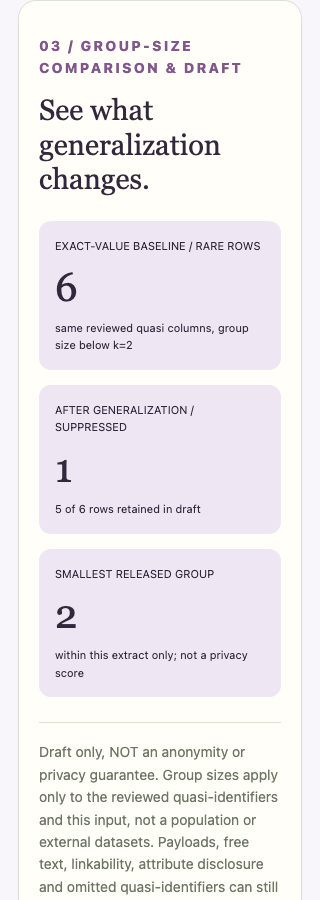 03 / GROUP-SIZE
COMPARISON & DRAFT
See what
generalization
changes.
EXACT-VALUE BASELINE / RARE ROWS
6
same reviewed quasi columns, group
size below k=2
AFTER GENERALIZATION /
SUPPRESSED
1
5 of 6 rows retained in draft
SMALLEST RELEASED GROUP
2
within this extract only; not a privacy
score
Draft only, NOT an anonymity or
privacy guarantee. Group sizes apply
only to the reviewed quasi-identifiers
and this input, not a population or
external datasets. Payloads, free
text, linkability, attribute disclosure
and omitted quasi-identifiers can still